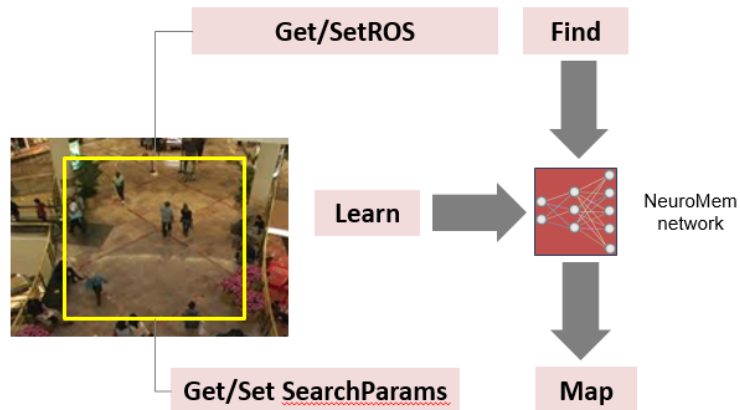 Get/SetROS
Find
Learn
NeuroMem
network
Get/Set SearchParams
Map